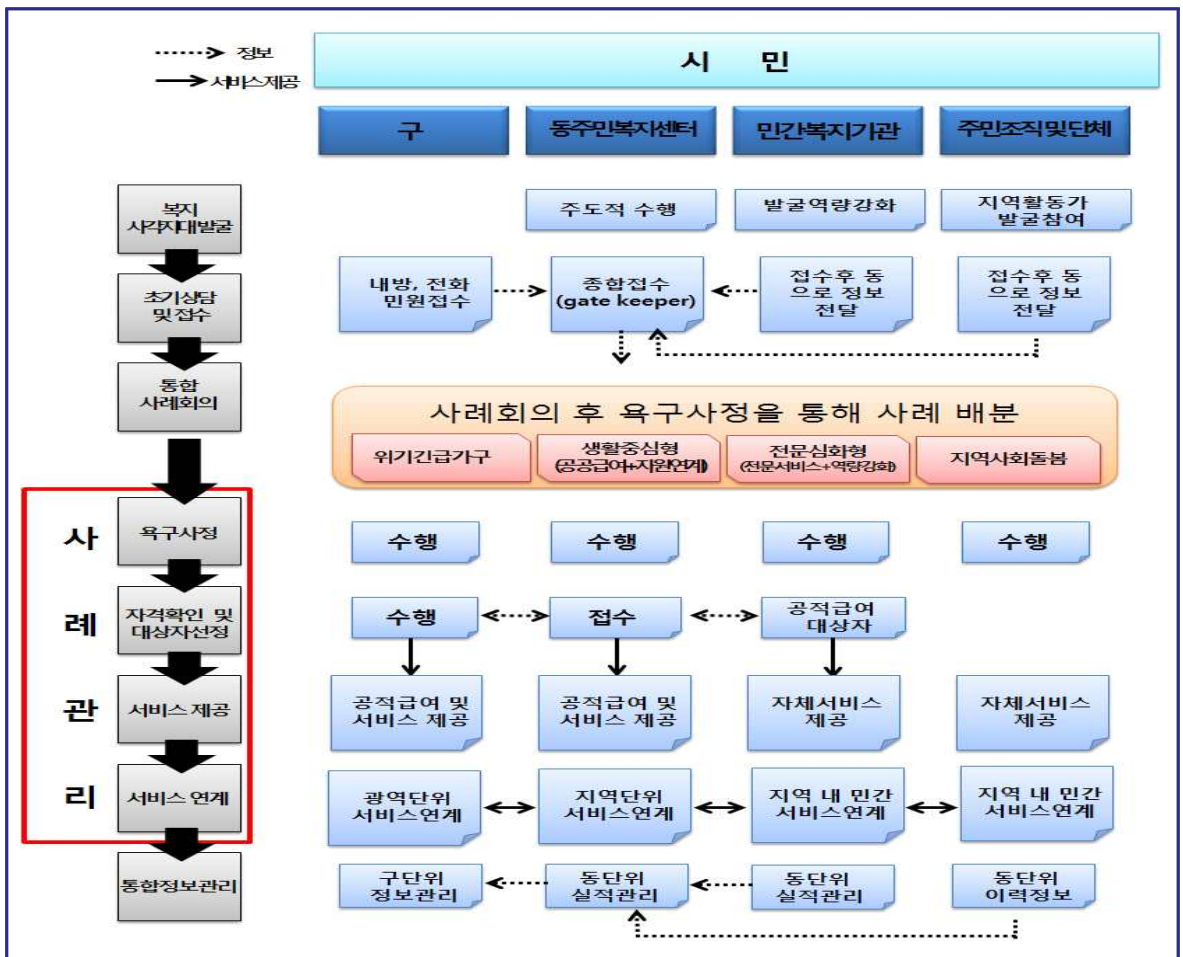 정보
서비스제공
시 민
구
동주민복지센터
민간복지기관
주민조직및단체
복지
사각지대발굴
주도적 수행
발굴역량강화
지역활동가
발굴참여
초기상담
및 접수
내방, 전화
민원접수
종합접수
(gate keeper)
접수후 동
으로 정보
전달
접수후 동
으로 정보
전달
통합
사례회의
사례회의 후 욕구사정을 통해 사례 배분
위기긴급가구
생활중심형
(공공급여+지원연계)
전문심화형
(전문서비스+역량강화)
지역사회돌봄
사
례
관
리
욕구사정
수행
수행
수행
수행
자격확인 및
대상자선정
수행
접수
공적급여
대상자
서비스 제공
공적급여 및
서비스 제공
공적급여 및
서비스 제공
자체서비스
제공
자체서비스
제공
서비스 연계
광역단위
서비스연계
지역단위
서비스연계
지역 내 민간
서비스연계
지역 내 민간
서비스연계
통합정보관리
구단위
정보관리
동단위
실적관리
동단위
실적관리
동단위
이력정보